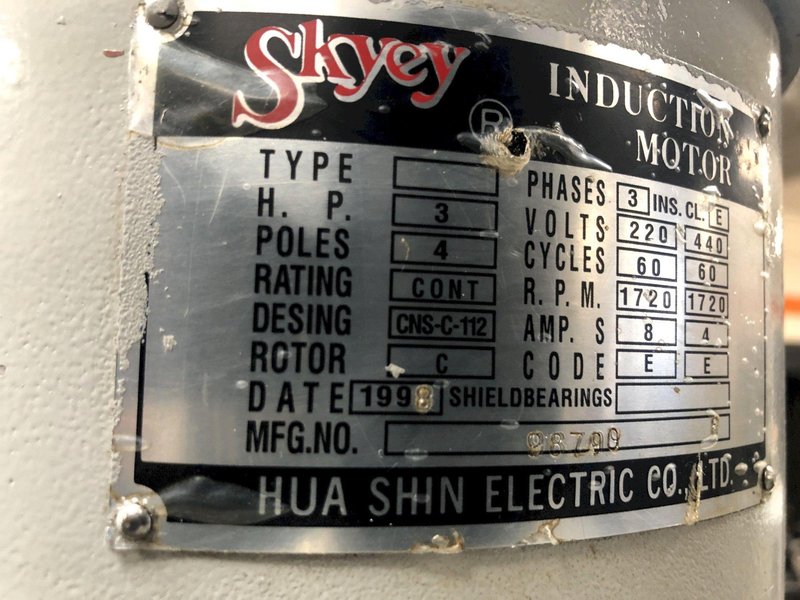 Skyey ®
INDUCTION
MOTOR
TYPE
H. P. 3
POLES 4
RATING CONT
DESING CNS-C-112
ROTOR C
PHASES 3 INS. CL. E
VOLTS 220 440
CYCLES 60 60
R. P. M. 1720 1720
AMP. S 8 4
CODE E E
DATE 1998 SHIELDBEARINGS
MFG.NO.
HUA SHIN ELECTRIC CO., LTD.